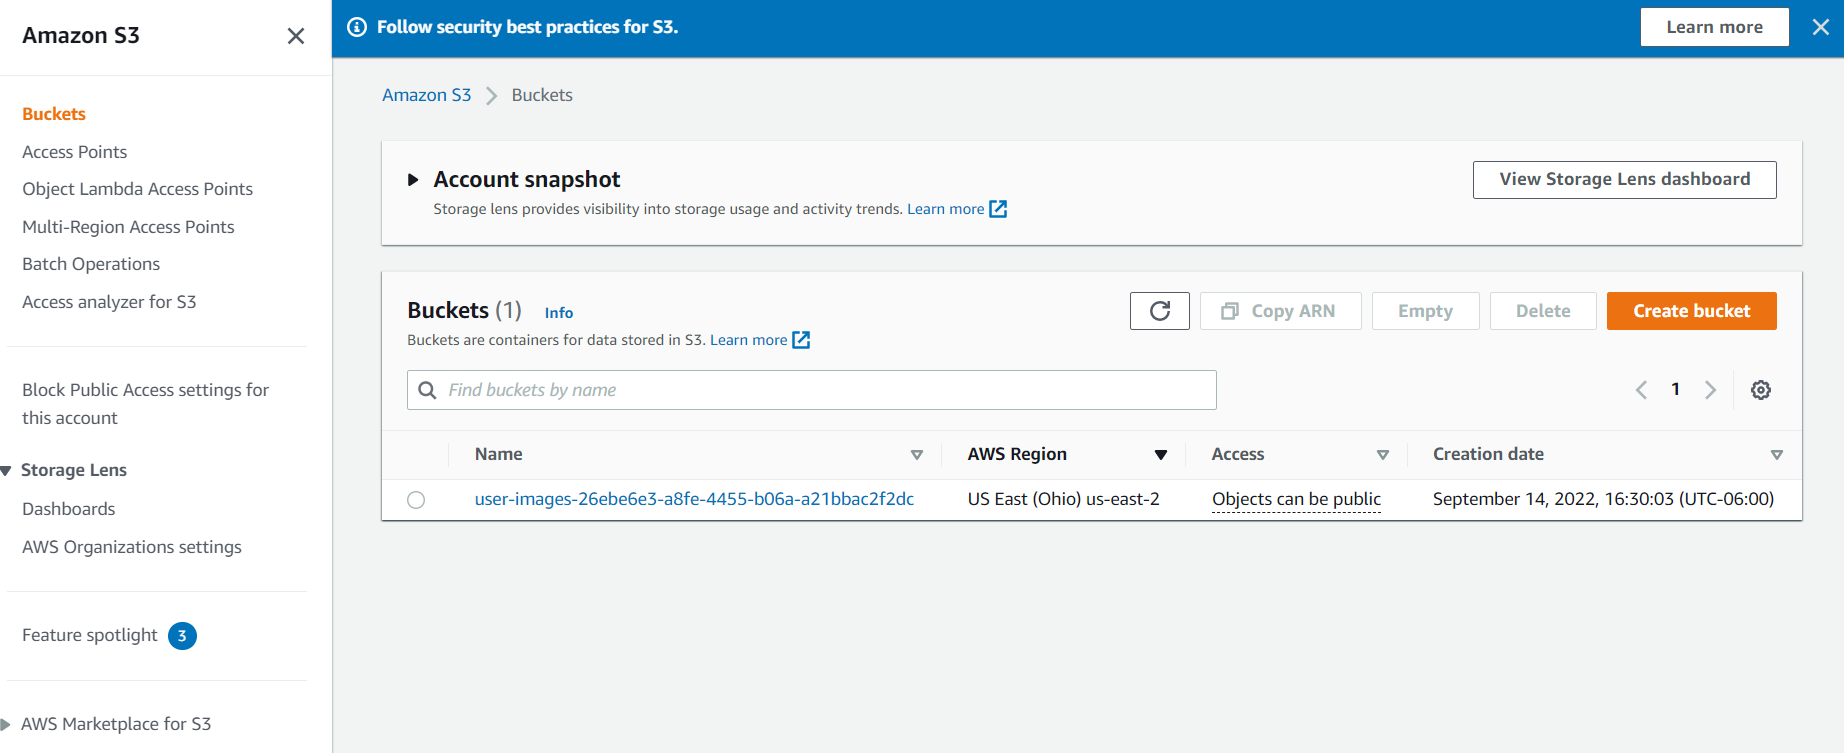 Amazon S3
Buckets
Access Points
Object Lambda Access Points
Multi-Region Access Points
Batch Operations
Access analyzer for S3
Block Public Access settings for
this account
Storage Lens
Dashboards
AWS Organizations settings
Feature spotlight 3
AWS Marketplace for S3
Follow security best practices for S3. Learn more
Amazon S3 Buckets
Account snapshot View Storage Lens dashboard
Storage lens provides visibility into storage usage and activity trends. Learn more
Buckets (1) Info Copy ARN Empty Delete Create bucket
Buckets are containers for data stored in S3. Learn more
Find buckets by name 1
Name AWS Region Access Creation date
user-images-26ebe6e3-a8fe-4455-b06a-a21bbac2f2dc US East (Ohio) us-east-2 Objects can be public September 14, 2022, 16:30:03 (UTC-06:00)